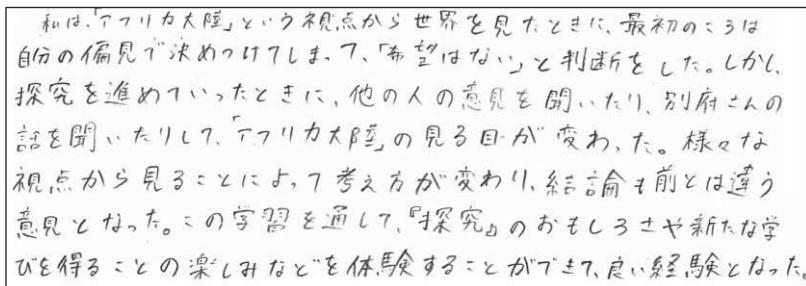 私は、「アフリカ大陸」という視点から世界を見たときに、最初のころは
自分の偏見で決めつけてしまって、「希望はない」と判断をした。しかし、
探究を進めていったときに、他の人の意見を聞いたり、別府さんの
話を聞いたりして、「アフリカ大陸」の見る目が変わった。様々な
視点から見ることによって考え方が変わり、結論も前とは違う
意見となった。この学習を通して、『探究』のおもしろさや新たな学
びを得ることの楽しみなどを体験することができて、良い経験となった。